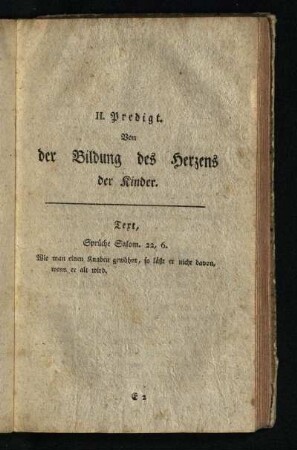 II. Predigt.
Von
der Bildung des Herzens
der Kinder.
Text,
Sprüche Salom. 22, 6.
Wie man einen Knaben gewöhnt, so läßt er nicht davon,
wenn er alt wird.
E 2